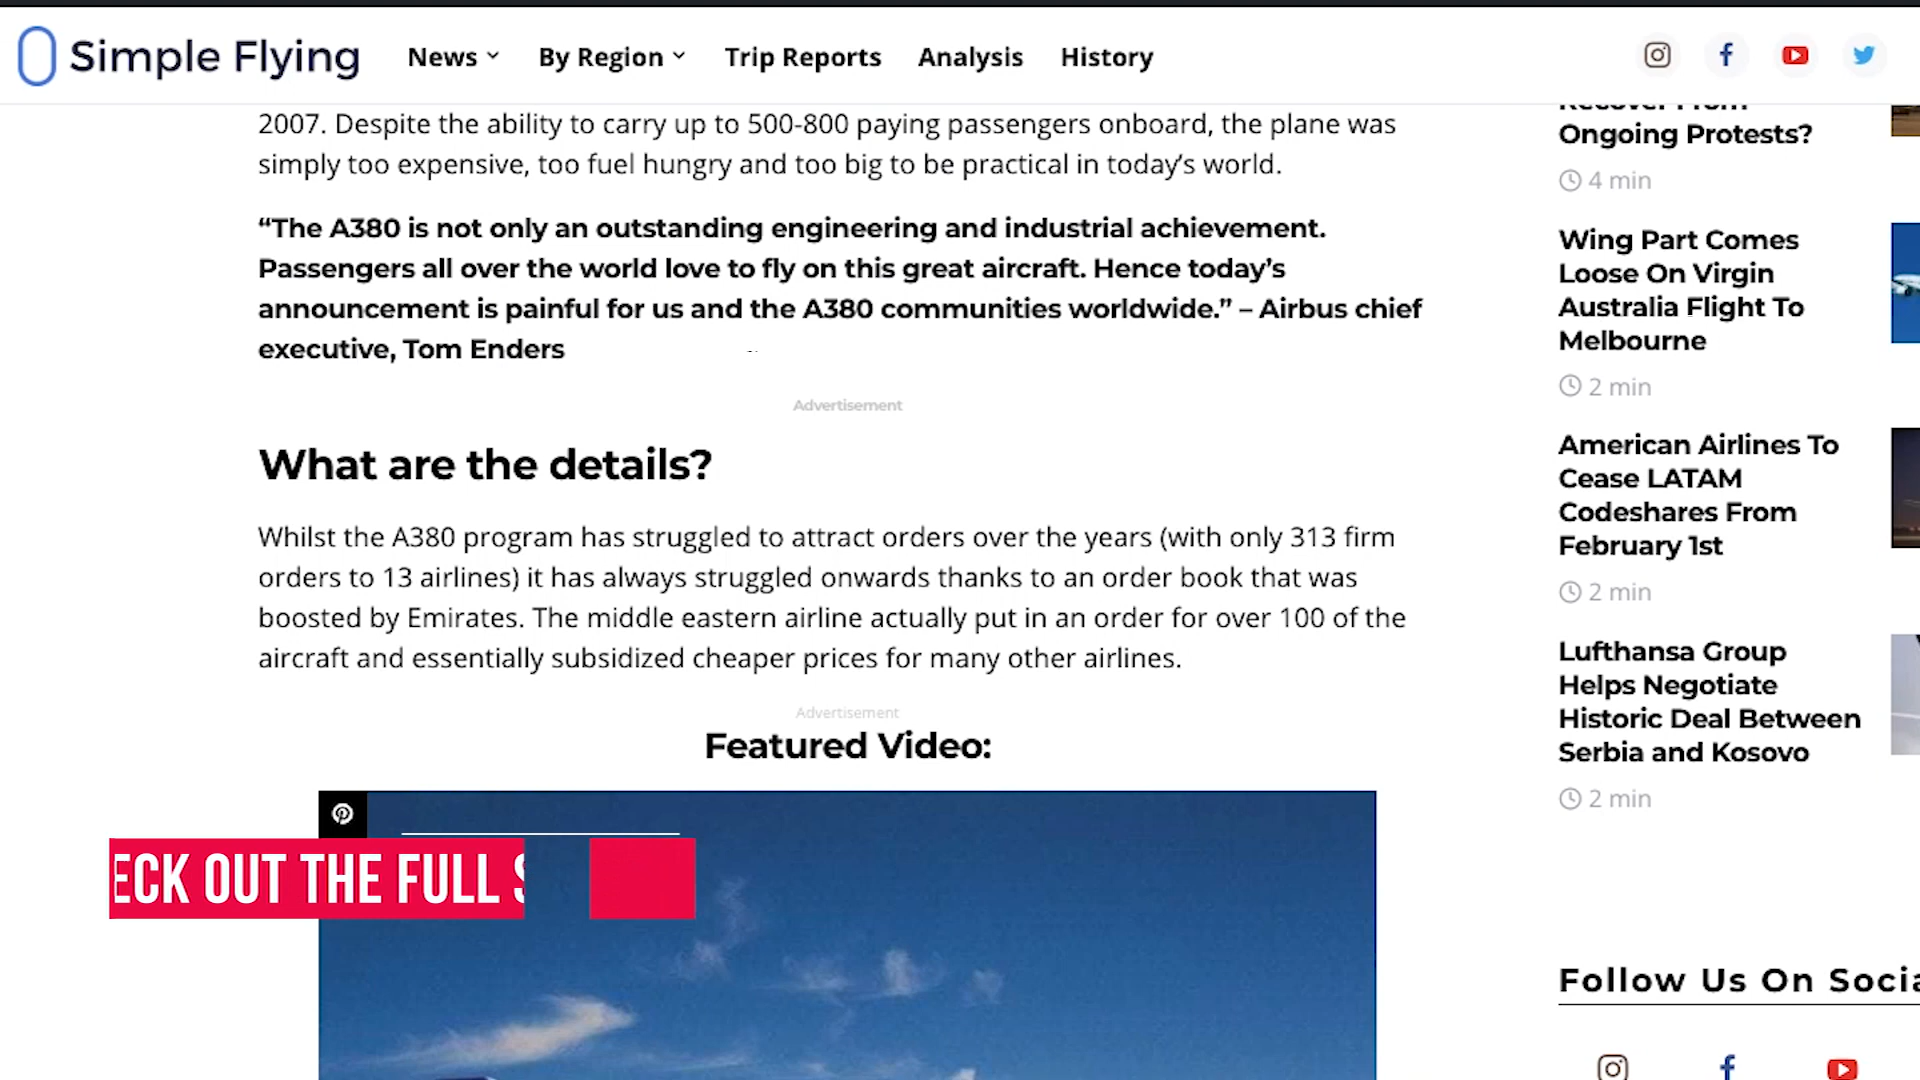 Simple Flying
News
By Region
Trip Reports
Analysis
History
2007. Despite the ability to carry up to 500-800 paying passengers onboard, the plane was
simply too expensive, too fuel hungry and too big to be practical in today’s world.
“The A380 is not only an outstanding engineering and industrial achievement.
Passengers all over the world love to fly on this great aircraft. Hence today’s
announcement is painful for us and the A380 communities worldwide.” – Airbus chief
executive, Tom Enders
Advertisement
What are the details?
Whilst the A380 program has struggled to attract orders over the years (with only 313 firm
orders to 13 airlines) it has always struggled onwards thanks to an order book that was
boosted by Emirates. The middle eastern airline actually put in an order for over 100 of the
aircraft and essentially subsidized cheaper prices for many other airlines.
Advertisement
Featured Video:
ECK OUT THE FULL S
Recover From
Ongoing Protests?
4 min
Wing Part Comes
Loose On Virgin
Australia Flight To
Melbourne
2 min
American Airlines To
Cease LATAM
Codeshares From
February 1st
2 min
Lufthansa Group
Helps Negotiate
Historic Deal Between
Serbia and Kosovo
2 min
Follow Us On Socia